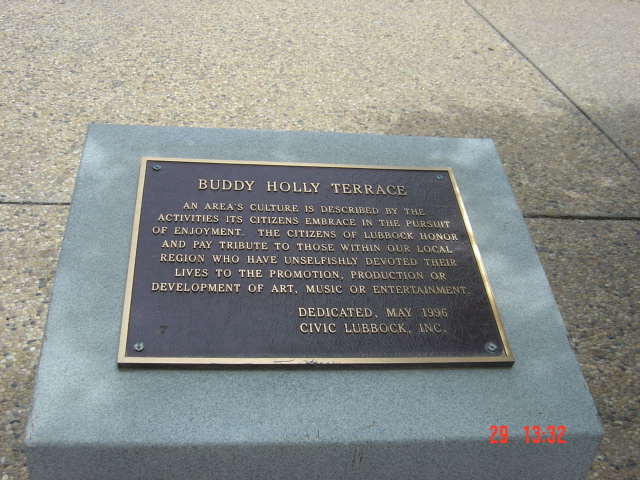 BUDDY HOLLY TERRACE
AN AREA'S CULTURE IS DESCRIBED BY THE
ACTIVITIES ITS CITIZENS EMBRACE IN THE PURSUIT
OF ENJOYMENT. THE CITIZENS OF LUBBOCK HONOR
AND PAY TRIBUTE TO THOSE WITHIN OUR LOCAL
REGION WHO HAVE UNSELFISHLY DEVOTED THEIR
LIVES TO THE PROMOTION, PRODUCTION OR
DEVELOPMENT OF ART, MUSIC OR ENTERTAINMENT.
DEDICATED, MAY 1996
CIVIC LUBBOCK, INC.
29 13:32